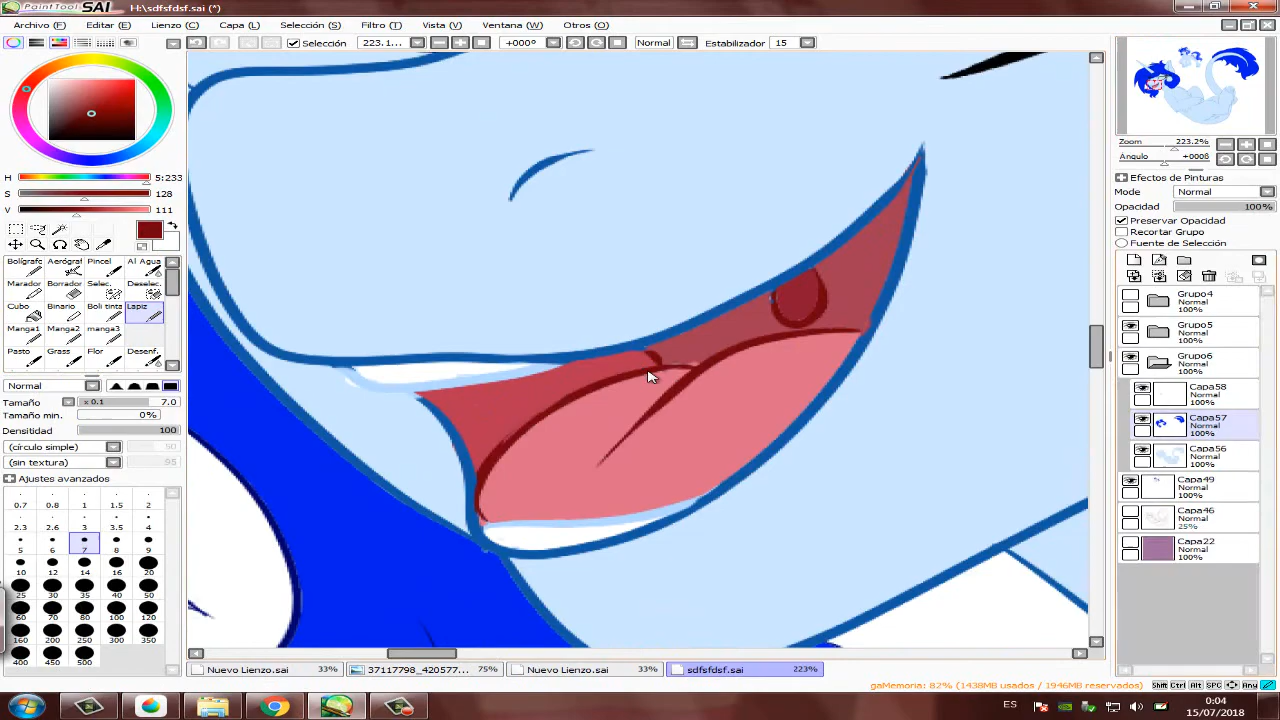 PaintTool SAI H:\sdfsfdsf.sai (*)
Archivo (F) Editar (E) Lienzo (C) Capa (L) Selección (S) Filtro (T) Vista (V) Ventana (W) Otros (O)
Selección 223.1... +000° Normal Estabilizador 15
Zoom 223.2%
Ángulo +000ß
H 5:233
S 128
V 111
Efectos de Pinturas
Modo Normal
Opacidad 100%
Preservar Opacidad
Recortar Grupo
Fuente de Selección
Bolígrafo Aerógrafo Pincel Al Agua
Marador Borrador Selec. Deselec.
Cubo Boli tinta Lapiz
Manga1 Manga2 manga3
Pasto Grass Flor Desenf.
Normal
Tamaño x 0.1 7.0
Tamaño min. 0%
Densidad 100
(círculo simple) 50
(sin textura) 95
Ajustes avanzados
0.7 0.8 1 1.5 2
2.3 2.6 3 3.5 4
5 6 7 8 9
10 12 14 16 20
25 30 35 40 50
60 70 80 100 120
160 200 250 300 350
400 450 500
Grupo4
Normal
100%
Grupo5
Normal
100%
Grupo6
Normal
100%
Capa58
Normal
100%
Capa57
Normal
100%
Capa56
Normal
100%
Capa49
Normal
100%
Capa46
Normal
25%
Capa22
Normal
100%
Nuevo Lienzo.sai 33% 37117798_420577... 75% Nuevo Lienzo.sai 33% sdfsfdsf.sai 223%
gaMemoria: 82% (1438MB usados / 1946MB reservados) Shift Ctrl Alt SPC Any
ES 0:04
15/07/2018